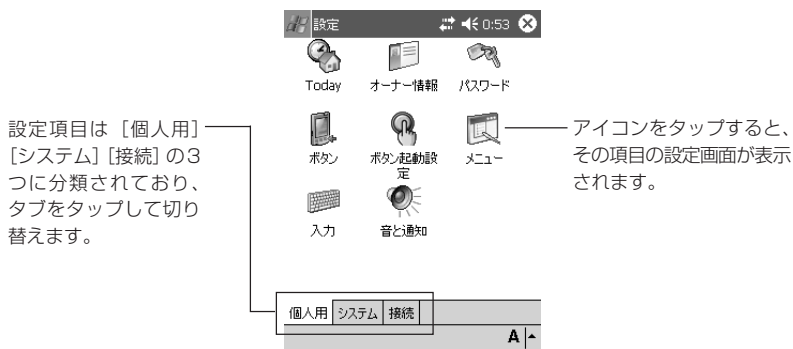 設定 0:53
Today オーナー情報 パスワード
ボタン ボタン起動設 メニュー
定
入力 音と通知
個人用 システム 接続
A
設定項目は［個人用］
［システム］［接続］の3
つに分類されており、
タブをタップして切り
替えます。
アイコンをタップすると、
その項目の設定画面が表示
されます。